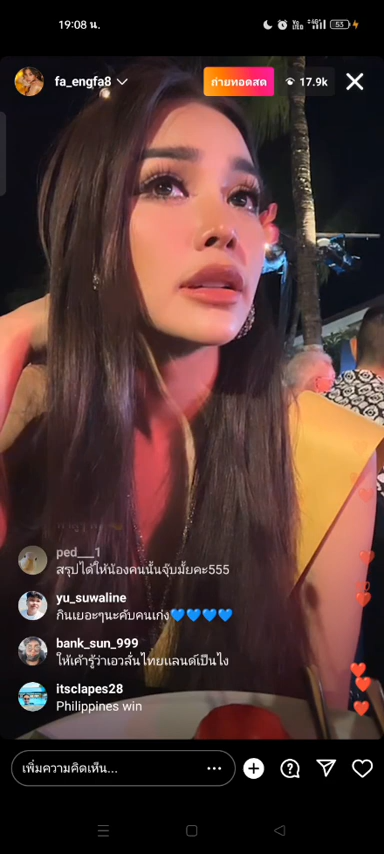 19:08 น.
4G+
53
fa_engfa8
ถ่ายทอดสด
17.9k
ped___1
สรุปได้ให้น้องคนนั้นจุ๊บมั้ยคะ555
yu_suwaline
กินเยอะๆนะคับคนเก่ง💙💙💙💙
bank_sun_999
ให้เค้ารู้ว่าเอวลั่นไทยแลนด์เป็นไง
itsclapes28
Philippines win
เพิ่มความคิดเห็น...